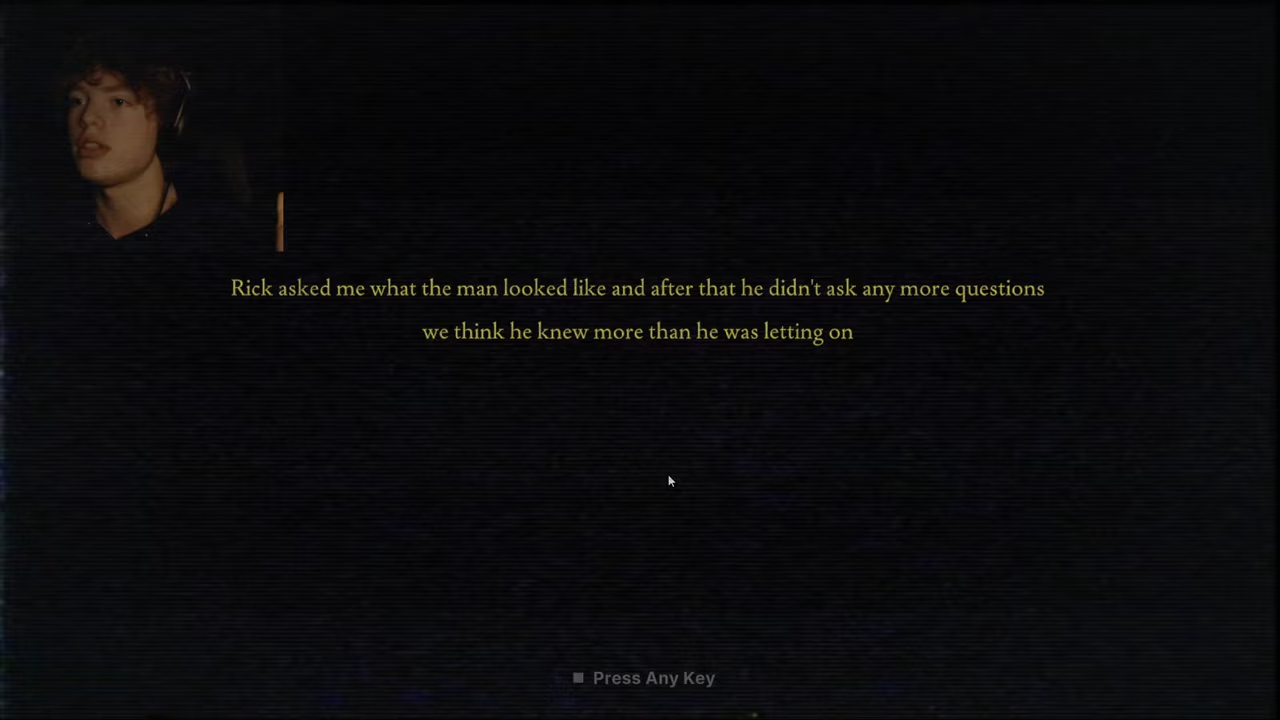 Rick asked me what the man looked like and after that he didn't ask any more questions
we think he knew more than he was letting on
Press Any Key